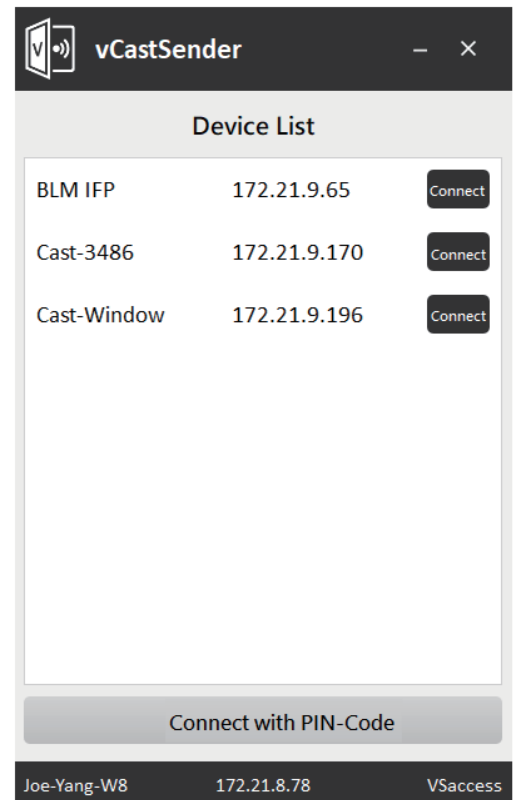 V vCastSender
Device List
BLM IFP 172.21.9.65 Connect
Cast-3486 172.21.9.170 Connect
Cast-Window 172.21.9.196 Connect
Connect with PIN-Code
Joe-Yang-W8 172.21.8.78 VSaccess